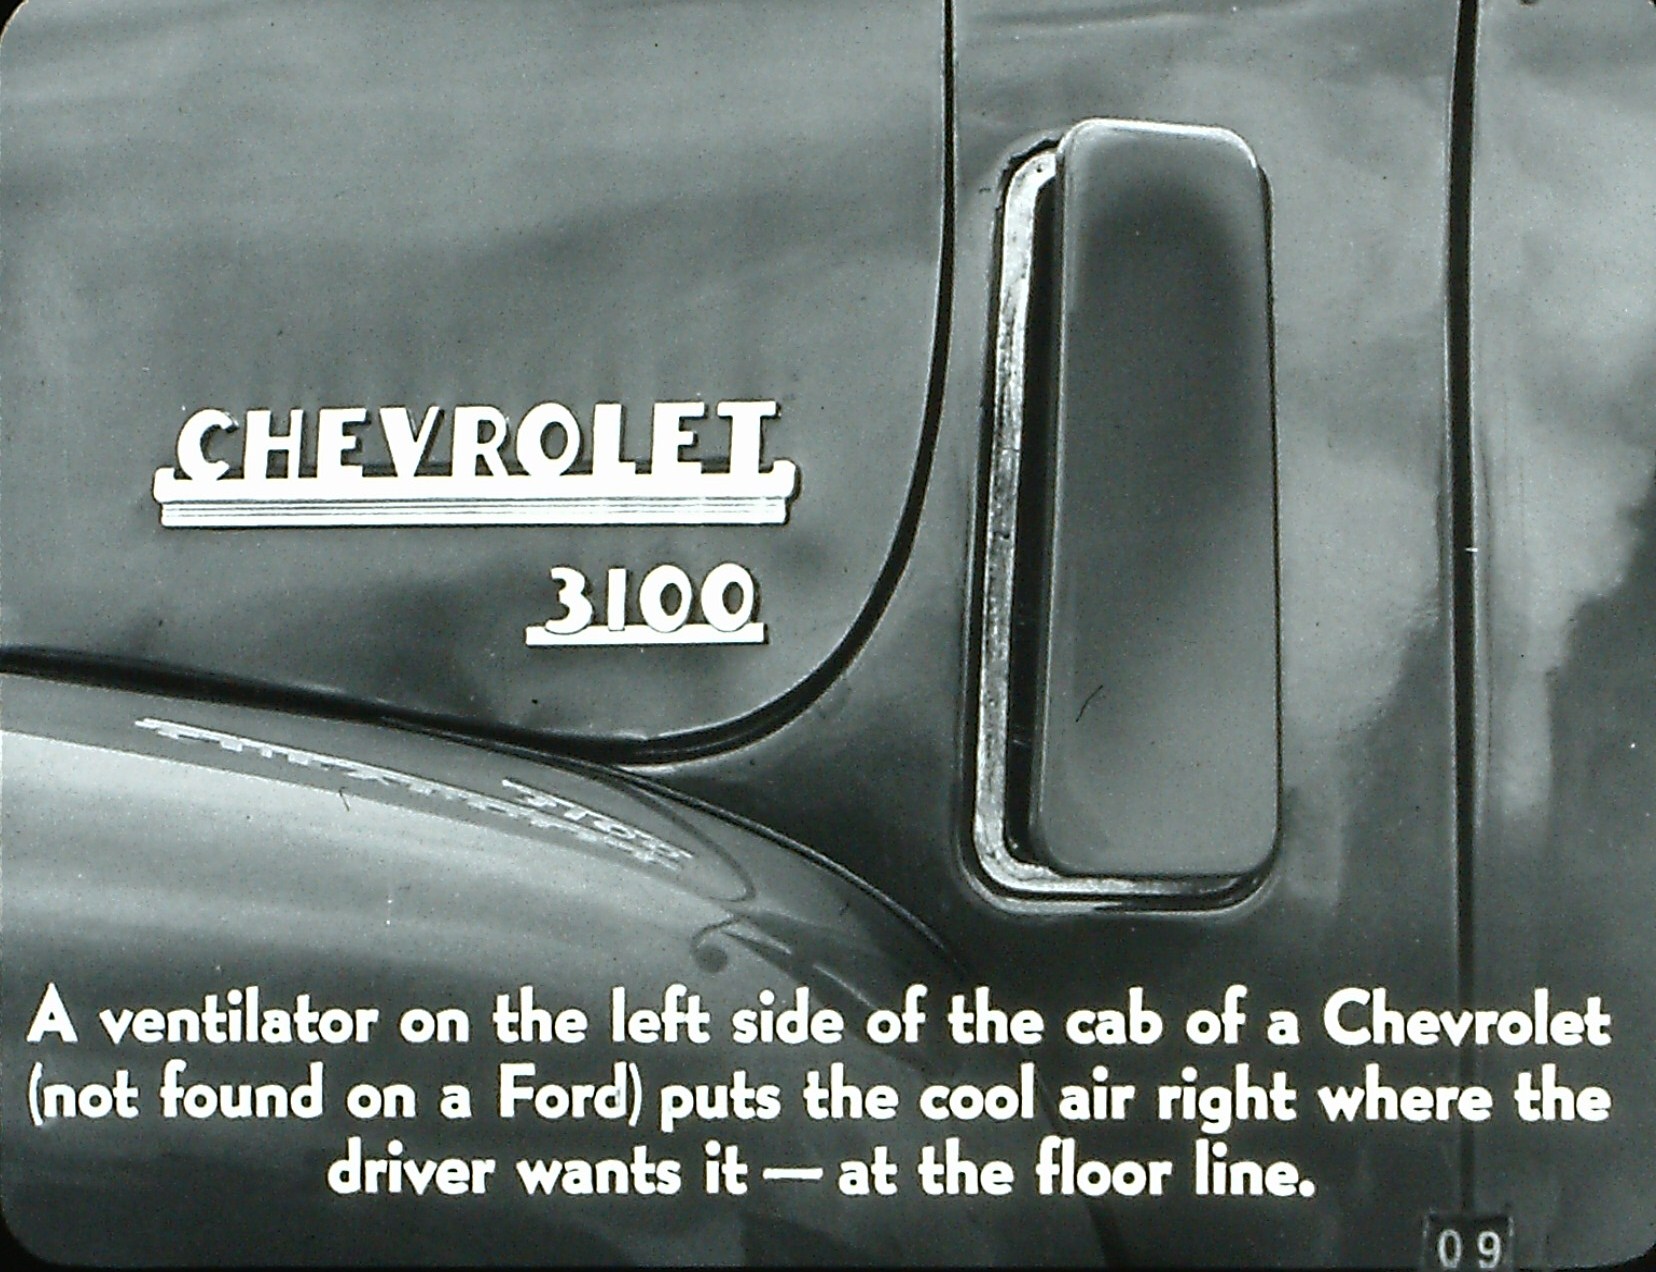 CHEVROLET
3100
A ventilator on the left side of the cab of a Chevrolet
(not found on a Ford) puts the cool air right where the
driver wants it — at the floor line.
09